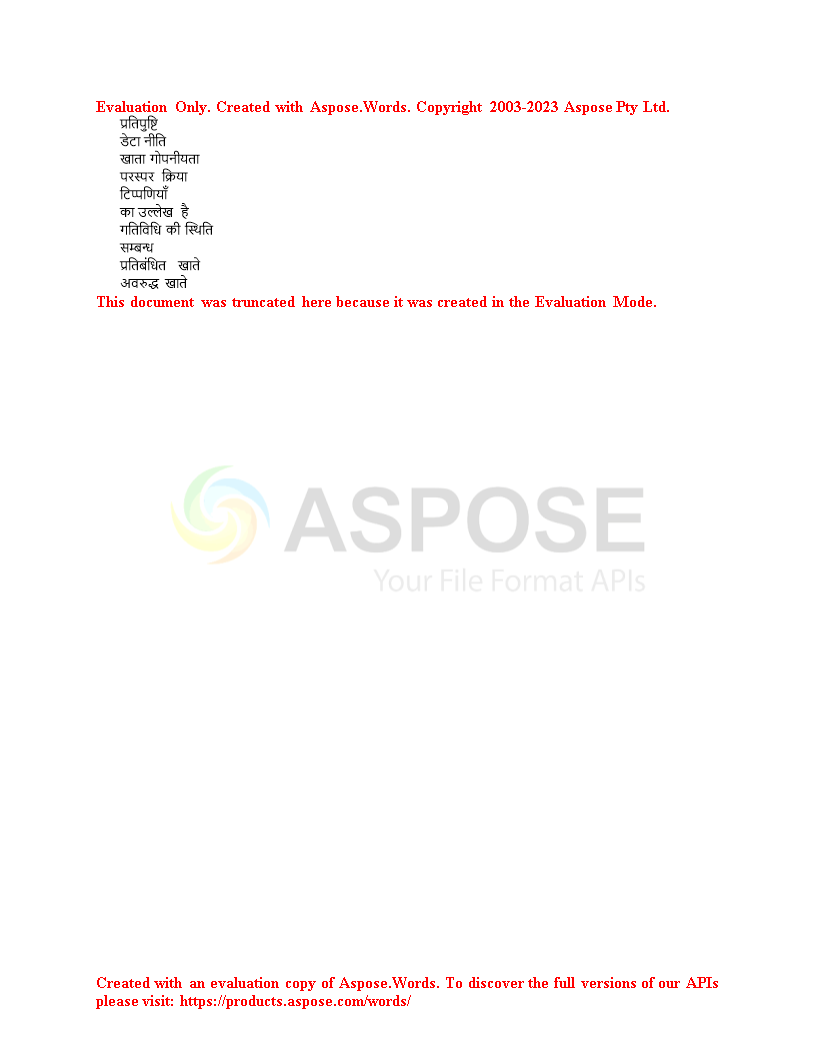 Evaluation Only. Created with Aspose.Words. Copyright 2003-2023 Aspose Pty Ltd.
प्रतिपुष्टि
डेटा नीति
खाता गोपनीयता
परस्पर क्रिया
टिप्पणियाँ
का उल्लेख है
गतिविधि की स्थिति
सम्बन्ध
प्रतिबंधित खाते
अवरुद्ध खाते
This document was truncated here because it was created in the Evaluation Mode.
ASPOSE
Your File Format APIs
Created with an evaluation copy of Aspose.Words. To discover the full versions of our APIs
please visit: https://products.aspose.com/words/